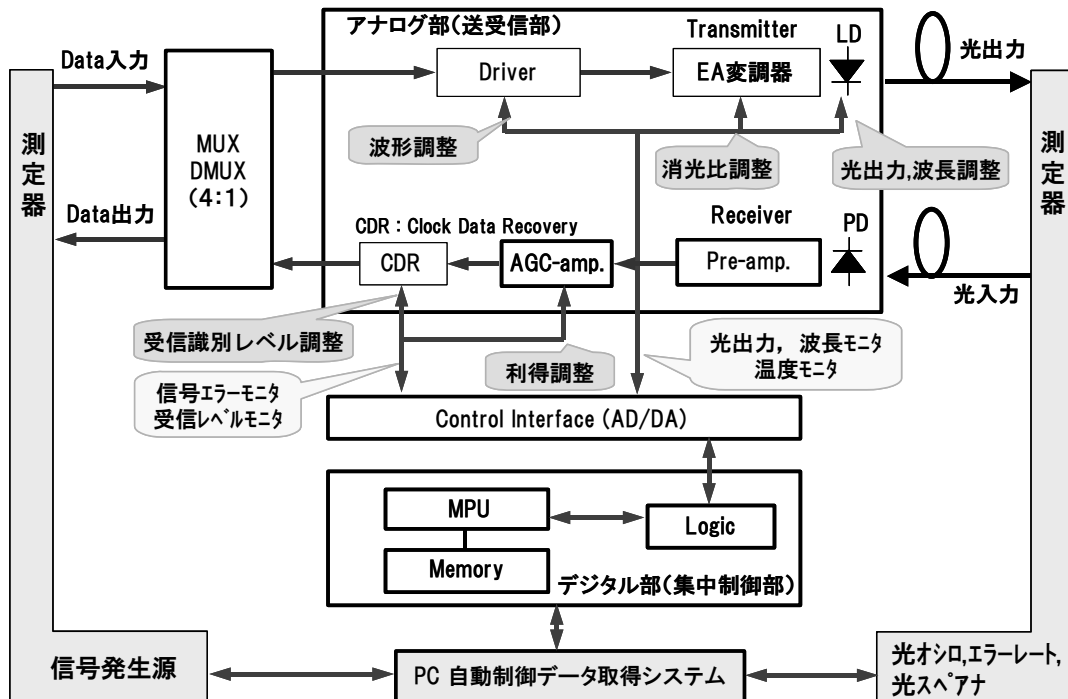 アナログ部(送受信部)
Transmitter
LD
Data入力
光出力
Driver
EA変調器
測定器
MUX
DMUX
(4:1)
波形調整
消光比調整
光出力,波長調整
測定器
Data出力
CDR:Clock Data Recovery
Receiver
PD
CDR
AGC-amp.
Pre-amp.
光入力
受信識別レベル調整
利得調整
光出力, 波長モニタ
温度モニタ
信号エラーモニタ
受信レベルモニタ
Control Interface (AD/DA)
MPU
Logic
Memory
デジタル部(集中制御部)
信号発生源
PC 自動制御データ取得システム
光オシロ,エラーレート,
光スペアナ